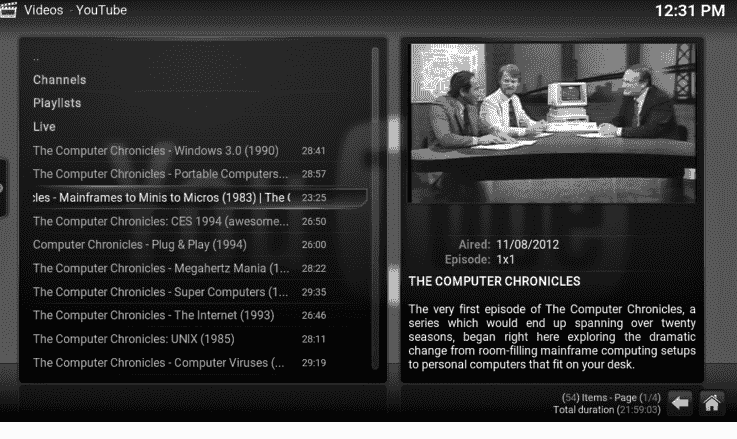 Videos - YouTube
12:31 PM
..
Channels
Playlists
Live
The Computer Chronicles - Windows 3.0 (1990) 28:41
The Computer Chronicles - Portable Computers... 28:57
cles - Mainframes to Minis to Micros (1983) | The C 23:25
The Computer Chronicles: CES 1994 (awesome... 26:50
Computer Chronicles - Plug & Play (1994) 26:00
The Computer Chronicles - Megahertz Mania (1... 28:22
The Computer Chronicles - Super Computers (1... 29:35
The Computer Chronicles - The Internet (1993) 26:46
The Computer Chronicles: UNIX (1985) 28:11
The Computer Chronicles - Computer Viruses (... 29:19
Aired: 11/08/2012
Episode: 1x1
THE COMPUTER CHRONICLES
The very first episode of The Computer Chronicles, a
series which would end up spanning over twenty
seasons, began right here exploring the dramatic
change from room-filling mainframe computing setups
to personal computers that fit on your desk.
(54) Items - Page (1/4)
Total duration (21:59:03)